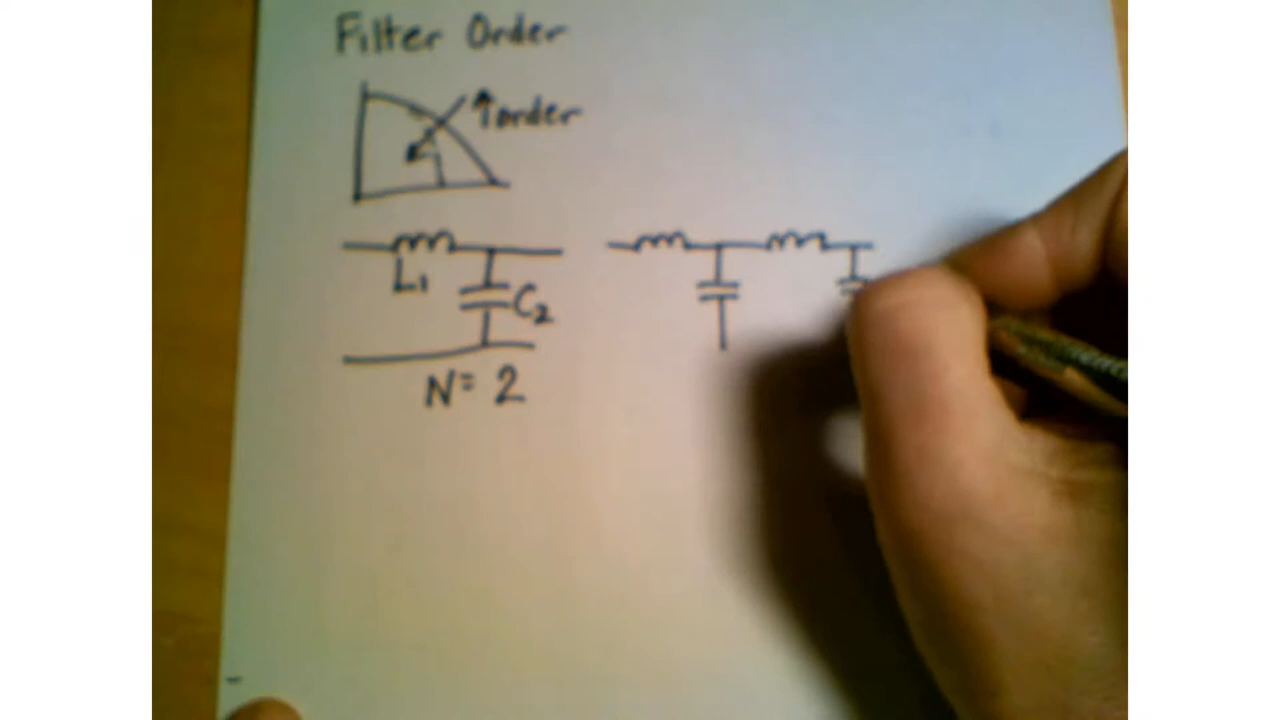 Filter Order
↑order
L₁
C₂
N= 2